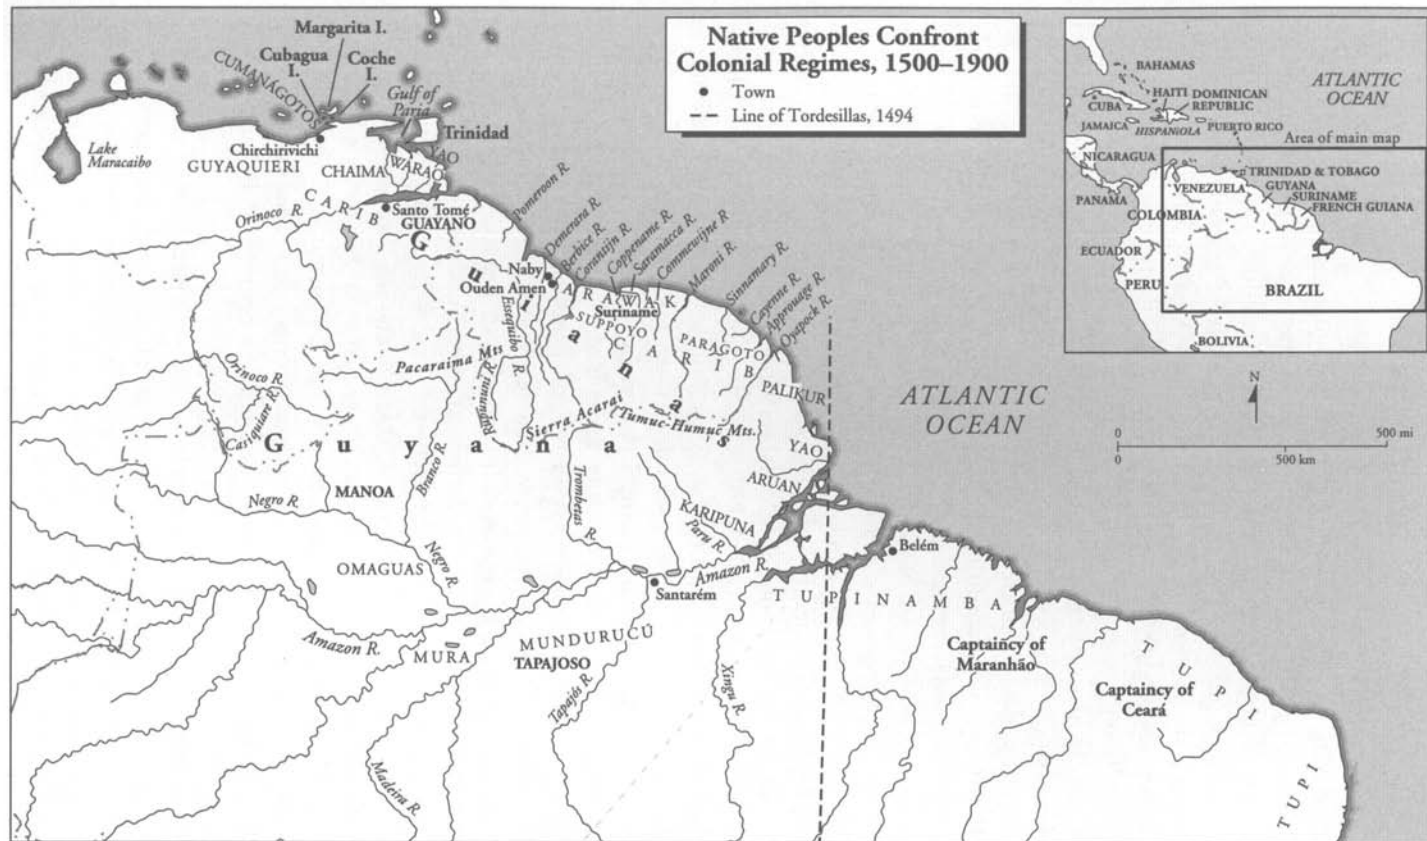 Native Peoples Confront
Colonial Regimes, 1500–1900
Town
Line of Tordesillas, 1494
Margarita I.
Cubagua
I.
Coche
I.
CUMANÁGOTOS
Gulf of
Paria
Trinidad
Lake
Maracaibo
Chirchirivichi
GUYAQUIERI
CHAIMA
WARAO
YAO
CARIB
Orinoco R.
Santo Tomé
GUAYANO
Pomeroon R.
Demerara R.
Berbice R.
Corantijn R.
Coppename R.
Saramacca R.
Commewijne R
Maroni R.
Sinnamary R.
Cayenne R.
Approuage R.
Oyapock R.
Naby
Ouden Amen
ARAWAK
Suriname
SUPPOYO
CARIB
PARAGOTO
PALIKUR
Guianas
Essequibo R.
Pacaraima Mts
Rupununi R.
Sierra Acarai
(Tumuc-Humuc Mts.
Orinoco R.
Casiquiare R.
Guyanas
YAO
ARUAN
Negro R.
MANOA
Branco R.
Trombetas R.
KARIPUNA
Paru R.
OMAGUAS
Negro R.
Amazon R.
Belém
Santarém
TUPINAMBA
Amazon R.
MURA
MUNDURUCÚ
TAPAJOSO
Tapajós R.
Xingu R.
Madeira R.
Captaincy of
Maranhão
Captaincy of
Ceará
TUPI
TUPI
ATLANTIC
OCEAN
N
0 500 mi
0 500 km
BAHAMAS
ATLANTIC
OCEAN
CUBA
HAITI
DOMINICAN
REPUBLIC
JAMAICA
HISPANIOLA
PUERTO RICO
Area of main map
NICARAGUA
TRINIDAD & TOBAGO
VENEZUELA
GUYANA
PANAMA
SURINAME
COLOMBIA
FRENCH GUIANA
ECUADOR
PERU
BRAZIL
BOLIVIA